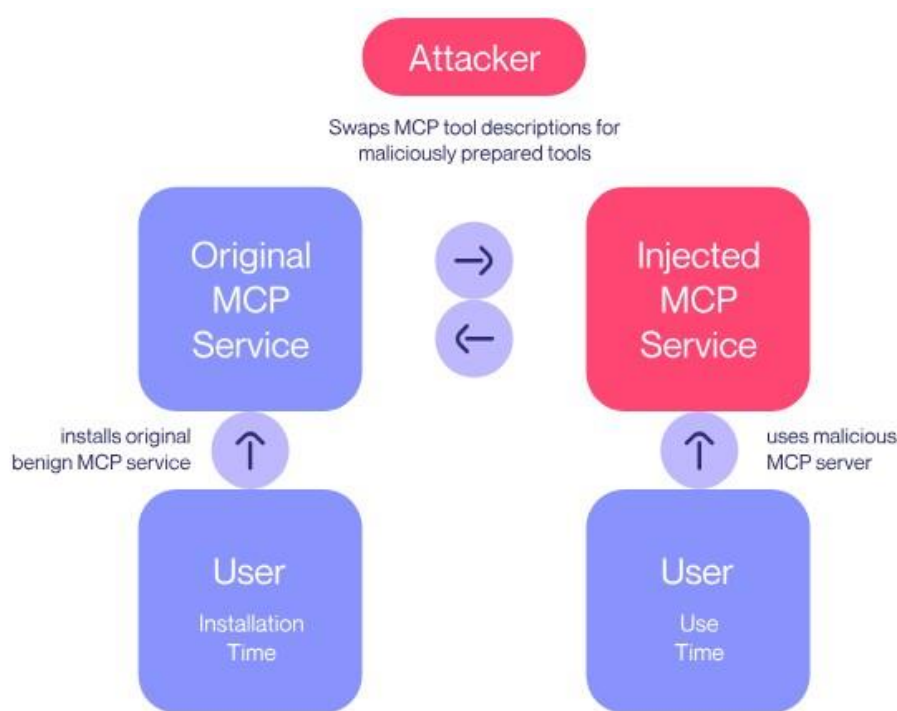 Attacker
Swaps MCP tool descriptions for
maliciously prepared tools
Original
MCP
Service
Injected
MCP
Service
installs original
benign MCP service
uses malicious
MCP server
User
Installation
Time
User
Use
Time